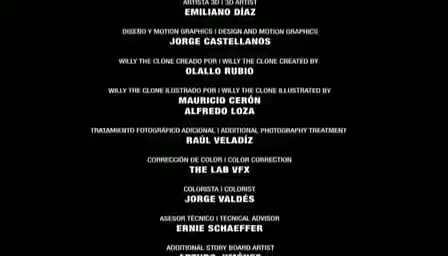 ARTISTA 3D | 3D ARTIST
EMILIANO DÍAZ
DISEÑO Y MOTION GRAPHICS | DESIGN AND MOTION GRAPHICS
JORGE CASTELLANOS
WILLY THE CLONE CREADO POR | WILLY THE CLONE CREATED BY
OLALLO RUBIO
WILLY THE CLONE ILUSTRADO POR | WILLY THE CLONE ILLUSTRATED BY
MAURICIO CERÓN
ALFREDO LOZA
TRATAMIENTO FOTOGRÁFICO ADICIONAL | ADDITIONAL PHOTOGRAPHY TREATMENT
RAÚL VELADÍZ
CORRECCIÓN DE COLOR | COLOR CORRECTION
THE LAB VFX
COLORISTA | COLORIST
JORGE VALDÉS
ASESOR TÉCNICO | TECNICAL ADVISOR
ERNIE SCHAEFFER
ADDITIONAL STORY BOARD ARTIST
ARTURO JIMÉNEZ